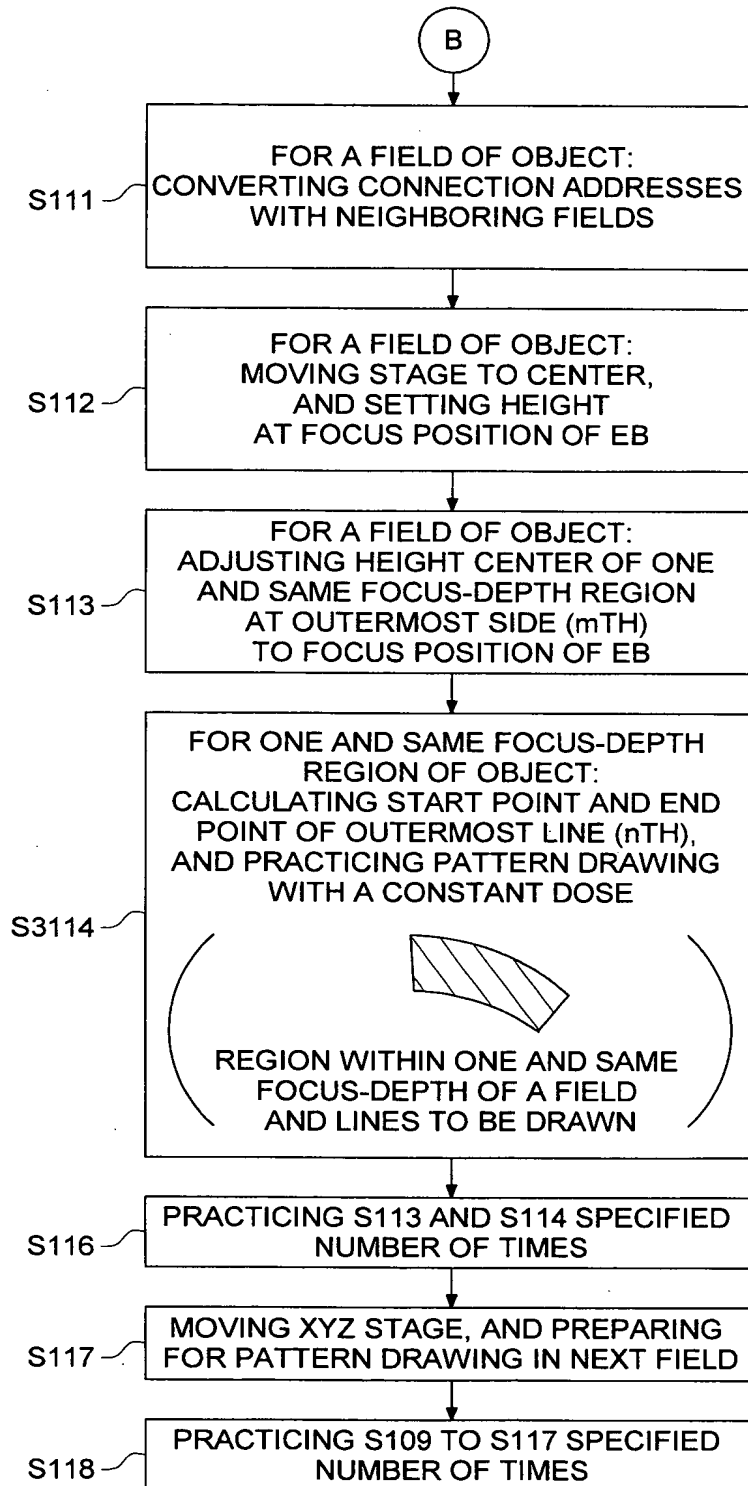 B
S111
FOR A FIELD OF OBJECT:
CONVERTING CONNECTION ADDRESSES
WITH NEIGHBORING FIELDS
S112
FOR A FIELD OF OBJECT:
MOVING STAGE TO CENTER,
AND SETTING HEIGHT
AT FOCUS POSITION OF EB
S113
FOR A FIELD OF OBJECT:
ADJUSTING HEIGHT CENTER OF ONE
AND SAME FOCUS-DEPTH REGION
AT OUTERMOST SIDE (mTH)
TO FOCUS POSITION OF EB
S3114
FOR ONE AND SAME FOCUS-DEPTH
REGION OF OBJECT:
CALCULATING START POINT AND END
POINT OF OUTERMOST LINE (nTH),
AND PRACTICING PATTERN DRAWING
WITH A CONSTANT DOSE
REGION WITHIN ONE AND SAME
FOCUS-DEPTH OF A FIELD
AND LINES TO BE DRAWN
S116
PRACTICING S113 AND S114 SPECIFIED
NUMBER OF TIMES
S117
MOVING XYZ STAGE, AND PREPARING
FOR PATTERN DRAWING IN NEXT FIELD
S118
PRACTICING S109 TO S117 SPECIFIED
NUMBER OF TIMES